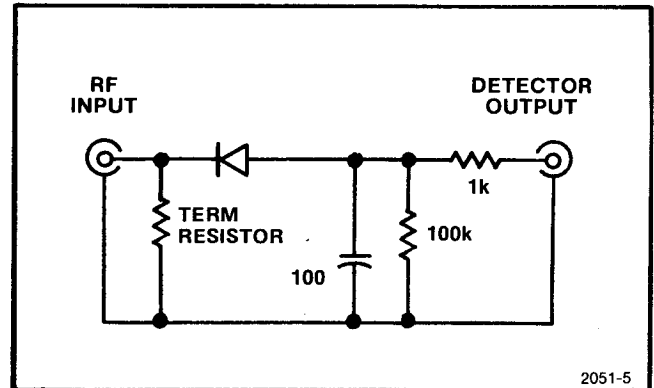 RF
INPUT
DETECTOR
OUTPUT
1k
TERM
RESISTOR
100k
100
2051-5